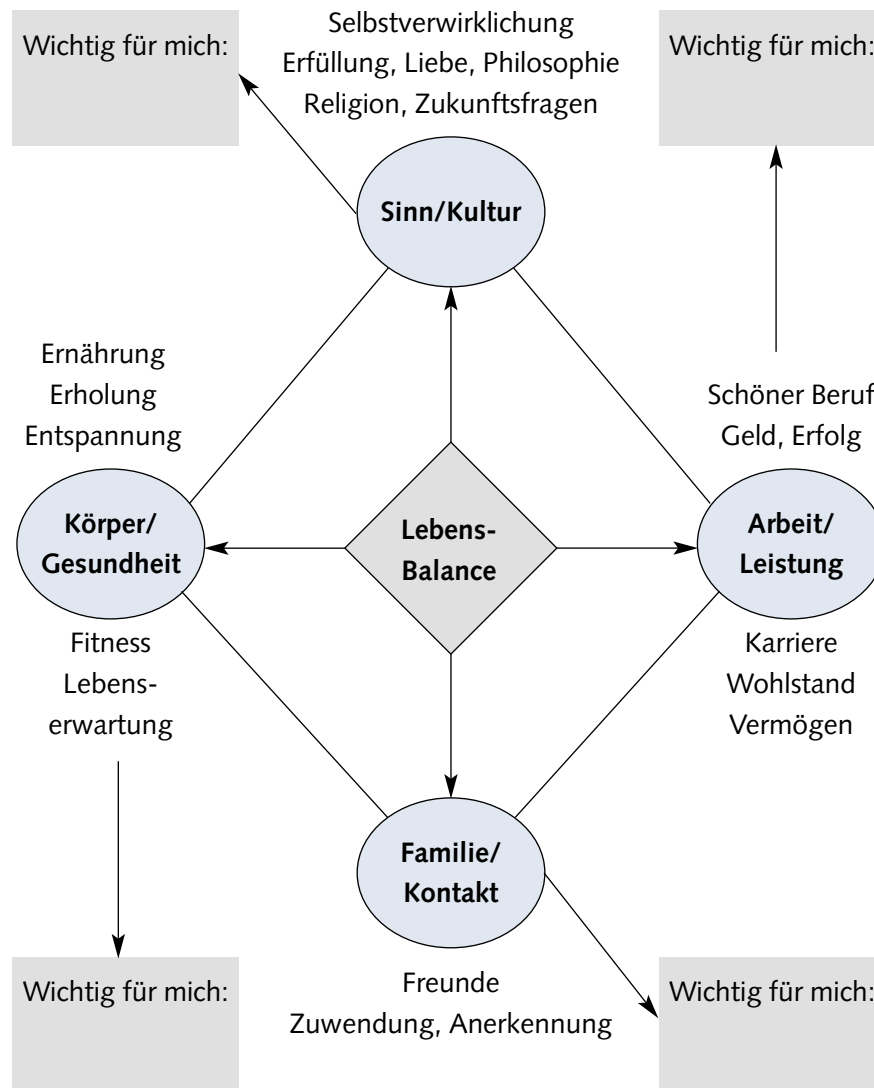 Wichtig für mich:
Selbstverwirklichung
Erfüllung, Liebe, Philosophie
Religion, Zukunftsfragen
Wichtig für mich:
Sinn/Kultur
Ernährung
Erholung
Entspannung
Schöner Beruf
Geld, Erfolg
Körper/
Gesundheit
Lebens-
Balance
Arbeit/
Leistung
Fitness
Lebens-
erwartung
Karriere
Wohlstand
Vermögen
Familie/
Kontakt
Wichtig für mich:
Freunde
Zuwendung, Anerkennung
Wichtig für mich: